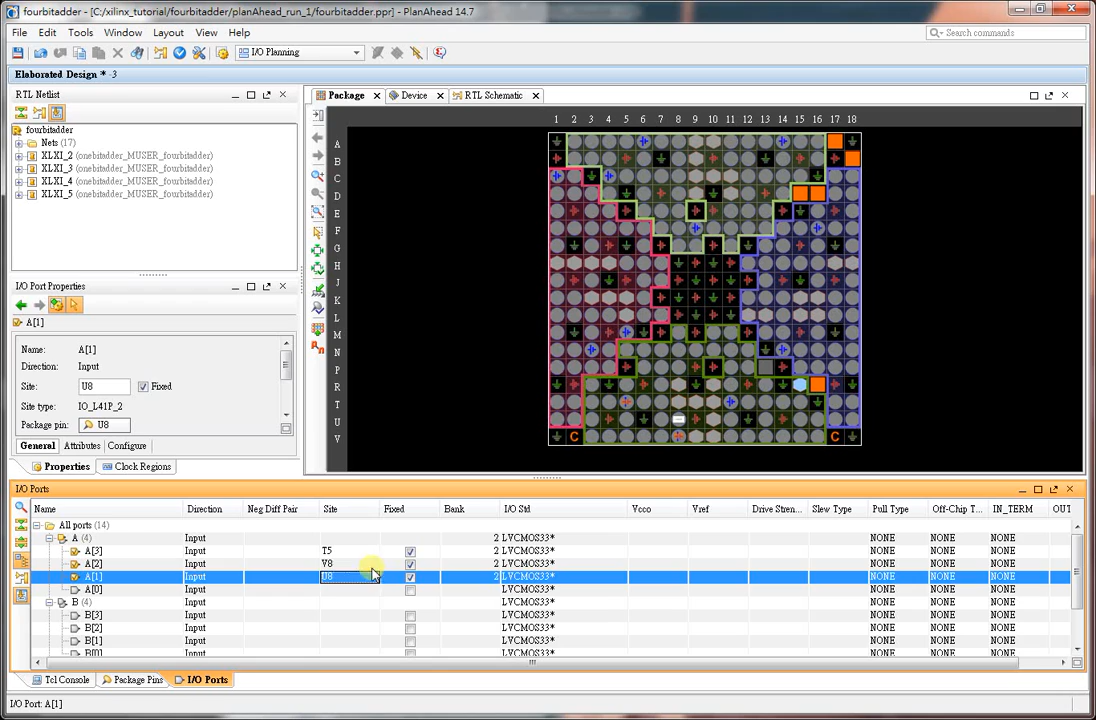 fourbitadder - [C:/xilinx_tutorial/fourbitadder/planAhead_run_1/fourbitadder.ppr] - PlanAhead 14.7
File Edit Tools Window Layout View Help
Search commands
I/O Planning
Elaborated Design * -3
RTL Netlist
fourbitadder
Nets (17)
XLXI_2 (onebitadder_MUSER_fourbitadder)
XLXI_3 (onebitadder_MUSER_fourbitadder)
XLXI_4 (onebitadder_MUSER_fourbitadder)
XLXI_5 (onebitadder_MUSER_fourbitadder)
I/O Port Properties
A[1]
Name: A[1]
Direction: Input
Site: U8 Fixed
Site type: IO_L41P_2
Package pin: U8
General Attributes Configure
Properties Clock Regions
Package Device RTL Schematic
1 2 3 4 5 6 7 8 9 10 11 12 13 14 15 16 17 18
A
B
C
D
E
F
G
H
J
K
L
M
N
P
R
T
U
V
C C
I/O Ports
Name Direction Neg Diff Pair Site Fixed Bank I/O Std Vcco Vref Drive Stren... Slew Type Pull Type Off-Chip T... IN_TERM OUT
All ports (14)
A (4) Input 2 LVCMOS33* NONE NONE NONE
A[3] Input T5 2 LVCMOS33* NONE NONE NONE
A[2] Input V8 2 LVCMOS33* NONE NONE NONE
A[1] Input U8 2 LVCMOS33* NONE NONE NONE
A[0] Input LVCMOS33* NONE NONE NONE
B (4) Input LVCMOS33* NONE NONE NONE
B[3] Input LVCMOS33* NONE NONE NONE
B[2] Input LVCMOS33* NONE NONE NONE
B[1] Input LVCMOS33* NONE NONE NONE
B[0] Input LVCMOS33* NONE NONE NONE
Tcl Console Package Pins I/O Ports
I/O Port: A[1]